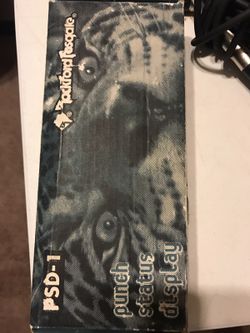 Rockford Fosgate
PSD-1
punch
status
display